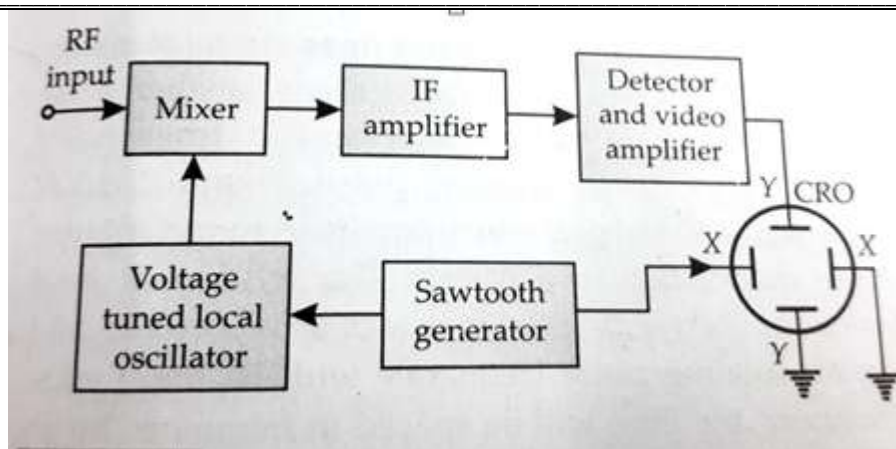 RF
input
Mixer
IF
amplifier
Detector
and video
amplifier
Y
CRO
X
X
Y
Voltage
tuned local
oscillator
Sawtooth
generator